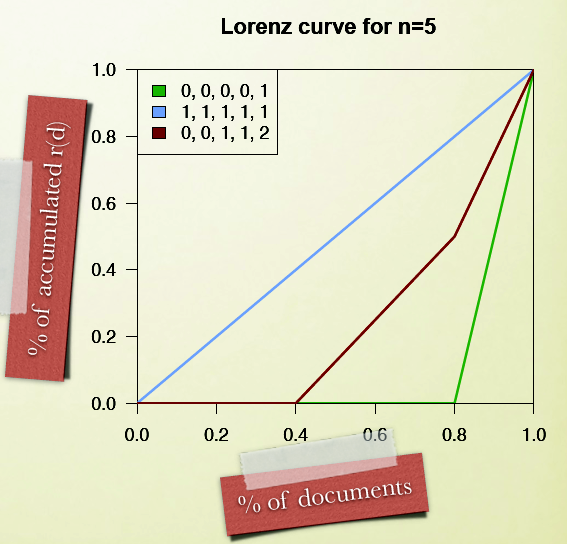 Lorenz curve for n=5
0, 0, 0, 0, 1
1, 1, 1, 1, 1
0, 0, 1, 1, 2
1.0
0.8
0.6
0.4
0.2
0.0
% of accumulated r(d)
0.0 0.2 0.4 0.6 0.8 1.0
% of documents